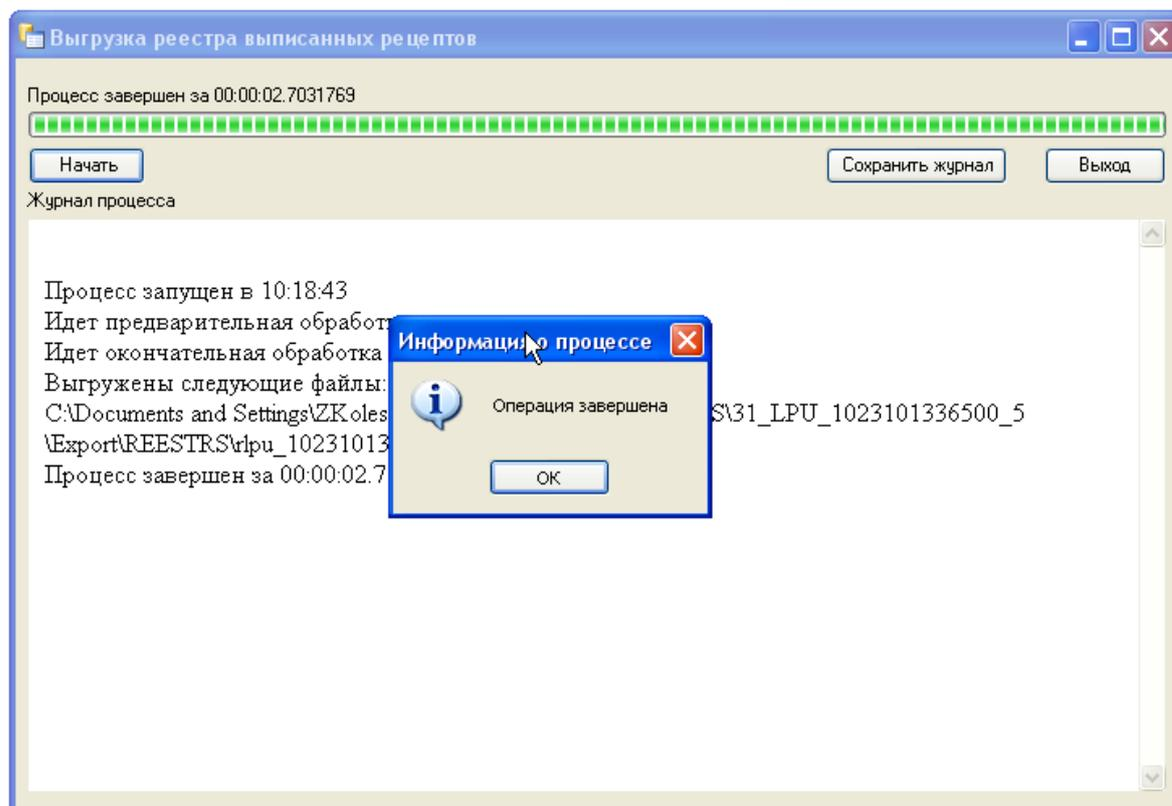 Выгрузка реестра выписанных рецептов
Процесс завершен за 00:00:02.7031769
Начать
Сохранить журнал
Выход
Журнал процесса
Процесс запущен в 10:18:43
Идет предварительная
Идет окончательная обработка
Выгружены следующие файлы:
C:\Documents and Settings\ S\31_LPU_1023101336500_5
\Export\REESTRS\rlpu_10231013
Процесс завершен за 00:00:02.7
Информация о процессе
Операция завершена
OK